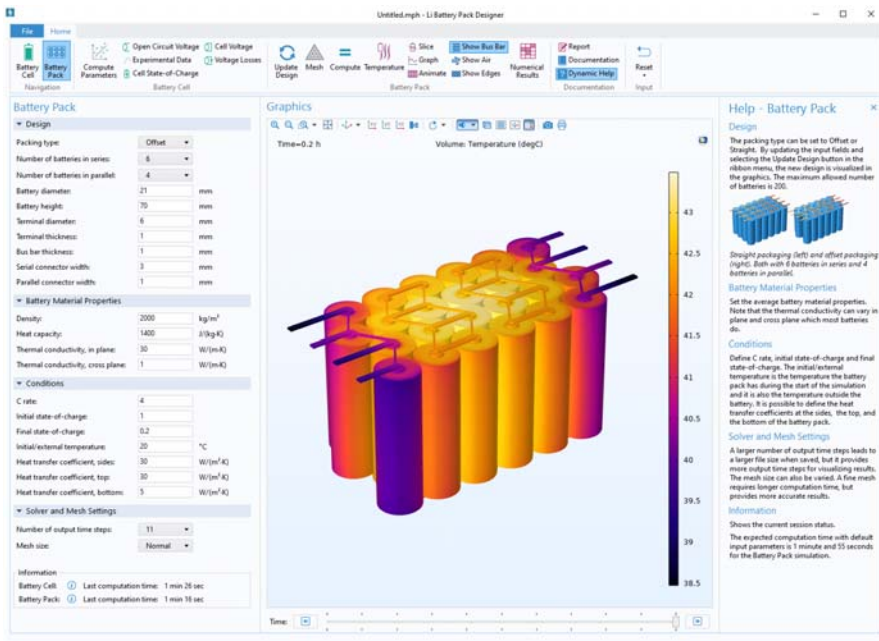 Untitled.mph - Li Battery Pack Designer
File Home
Battery Cell
Battery Pack
Navigation
Compute Parameters
Open Circuit Voltage
Experimental Data
Cell State-of-Charge
Cell Voltage
Voltage Losses
Battery Cell
Update Design
Mesh
Compute
Temperature
Slice
Graph
Animate
Show Bus Bar
Show Air
Show Edges
Numerical Results
Battery Pack
Report
Documentation
Dynamic Help
Documentation
Reset
Input
Battery Pack
Design
Packing type: Offset
Number of batteries in series: 6
Number of batteries in parallel: 4
Battery diameter: 21 mm
Battery height: 70 mm
Terminal diameter: 6 mm
Terminal thickness: 1 mm
Bus bar thickness: 1 mm
Serial connector width: 3 mm
Parallel connector width: 1 mm
Battery Material Properties
Density: 2000 kg/m³
Heat capacity: 1400 J/(kg·K)
Thermal conductivity, in plane: 30 W/(m·K)
Thermal conductivity, cross plane: 1 W/(m·K)
Conditions
C rate: 4
Initial state-of-charge: 1
Final state-of-charge: 0.2
Initial/external temperature: 20 °C
Heat transfer coefficient, sides: 30 W/(m²·K)
Heat transfer coefficient, top: 30 W/(m²·K)
Heat transfer coefficient, bottom: 5 W/(m²·K)
Solver and Mesh Settings
Number of output time steps: 11
Mesh size: Normal
Information
Battery Cell: Last computation time: 1 min 26 sec
Battery Pack: Last computation time: 1 min 16 sec
Graphics
Time=0.2 h Volume: Temperature (degC)
43
42.5
42
41.5
41
40.5
40
39.5
39
38.5
Time:
Help - Battery Pack
Design
The packing type can be set to Offset or
Straight. By updating the input fields and
selecting the Update Design button in the
ribbon menu, the new design is visualized in
the graphics. The maximum allowed number
of batteries is 200.
Straight packaging (left) and offset packaging
(right). Both with 6 batteries in series and 4
batteries in parallel.
Battery Material Properties
Set the average battery material properties.
Note that the thermal conductivity can vary in
plane and cross plane which most batteries
do.
Conditions
Define C rate, initial state-of-charge and final
state-of-charge. The initial/external
temperature is the temperature the battery
pack has during the start of the simulation
and it is also the temperature outside the
battery. It is possible to define the heat
transfer coefficients at the sides, the top, and
the bottom of the battery pack.
Solver and Mesh Settings
A larger number of output time steps leads to
a larger file size when saved, but it provides
more output time steps for visualizing results.
The mesh size can also be varied. A fine mesh
requires longer computation time, but
provides more accurate results.
Information
Shows the current session status.
The expected computation time with default
input parameters is 1 minute and 55 seconds
for the Battery Pack simulation.